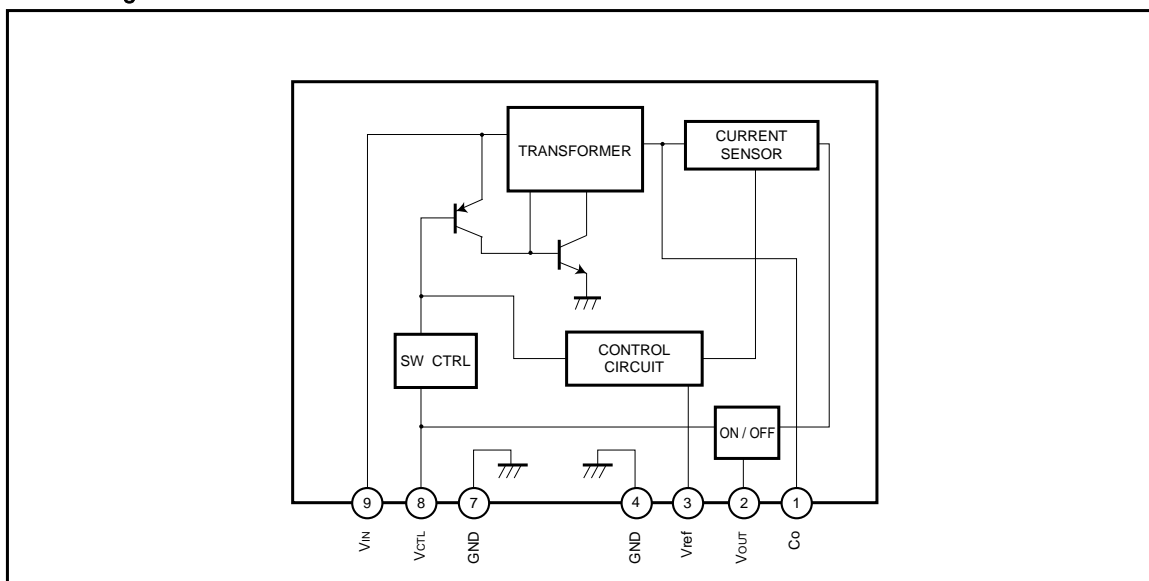 TRANSFORMER
CURRENT
SENSOR
SW CTRL
CONTROL
CIRCUIT
ON / OFF
9
8
7
4
3
2
1
VIN
VCTL
GND
GND
Vref
VOUT
Co